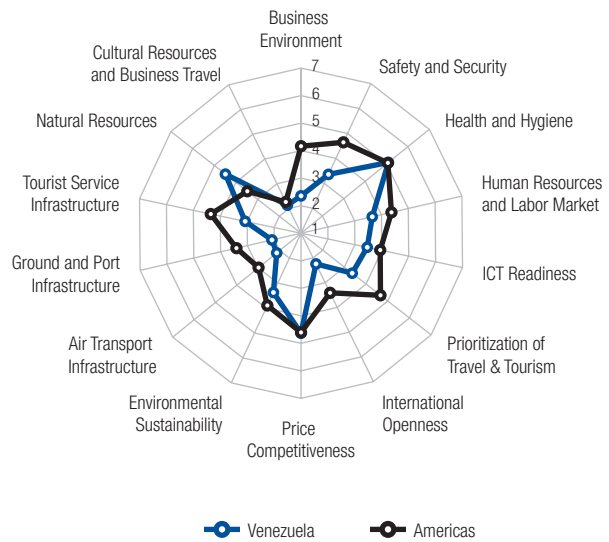 Business
Environment
Safety and Security
Health and Hygiene
Human Resources
and Labor Market
ICT Readiness
Prioritization of
Travel & Tourism
International
Openness
Price
Competitiveness
Environmental
Sustainability
Air Transport
Infrastructure
Ground and Port
Infrastructure
Tourist Service
Infrastructure
Natural Resources
Cultural Resources
and Business Travel
7
6
5
4
3
2
1
Venezuela
Americas